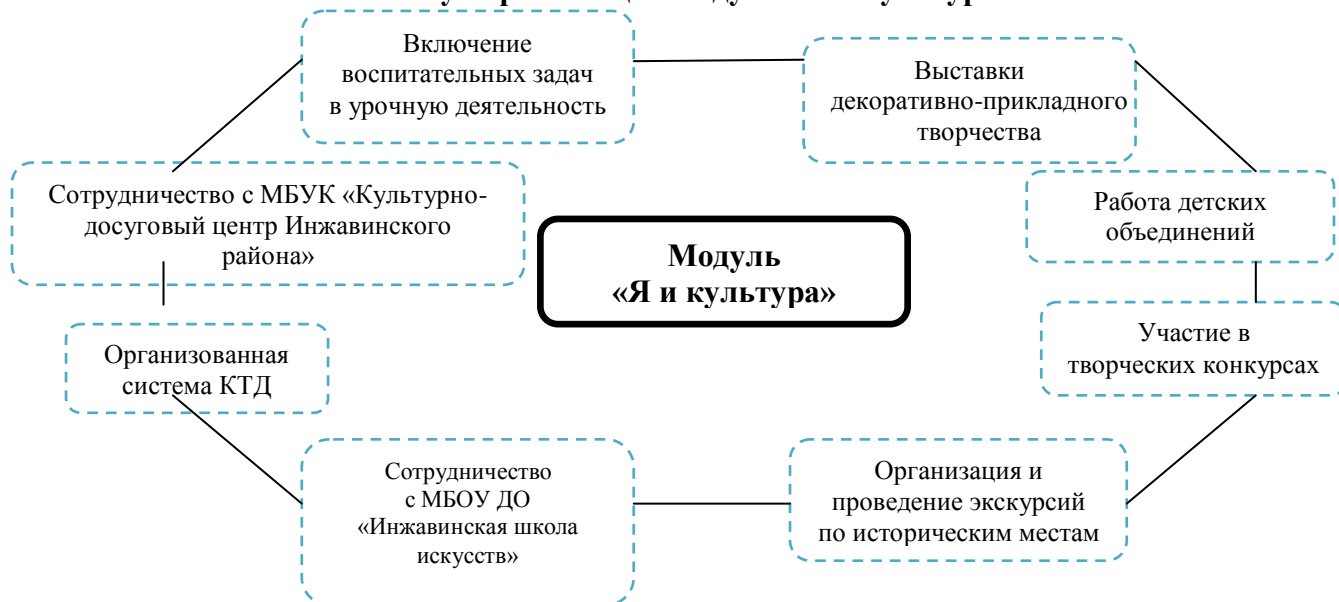 Включение
воспитательных задач
в урочную деятельность
Выставки
декоративно-прикладного
творчества
Сотрудничество с МБУК «Культурно-
досуговый центр Инжавинского
района»
Работа детских
объединений
Модуль
«Я и культура»
Организованная
система КТД
Участие в
творческих конкурсах
Сотрудничество
с МБОУ ДО
«Инжавинская школа
искусств»
Организация и
проведение экскурсий
по историческим местам